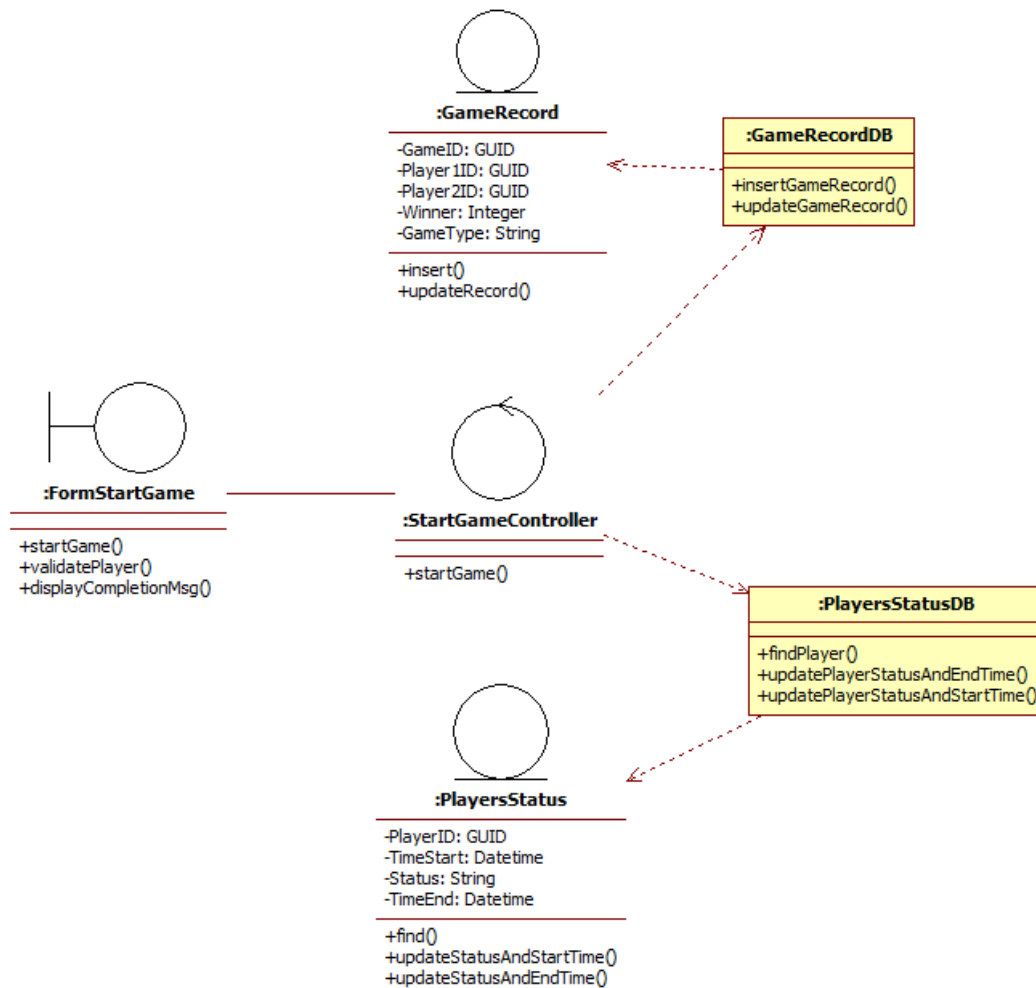 :GameRecord
-GameID: GUID
-Player1ID: GUID
-Player2ID: GUID
-Winner: Integer
-GameType: String
+insert()
+updateRecord()
:GameRecordDB
+insertGameRecord()
+updateGameRecord()
:FormStartGame
+startGame()
+validatePlayer()
+displayCompletionMsg()
:StartGameController
+startGame()
:PlayersStatusDB
+findPlayer()
+updatePlayerStatusAndEndTime()
+updatePlayerStatusAndStartTime()
:PlayersStatus
-PlayerID: GUID
-TimeStart: Datetime
-Status: String
-TimeEnd: Datetime
+find()
+updateStatusAndStartTime()
+updateStatusAndEndTime()